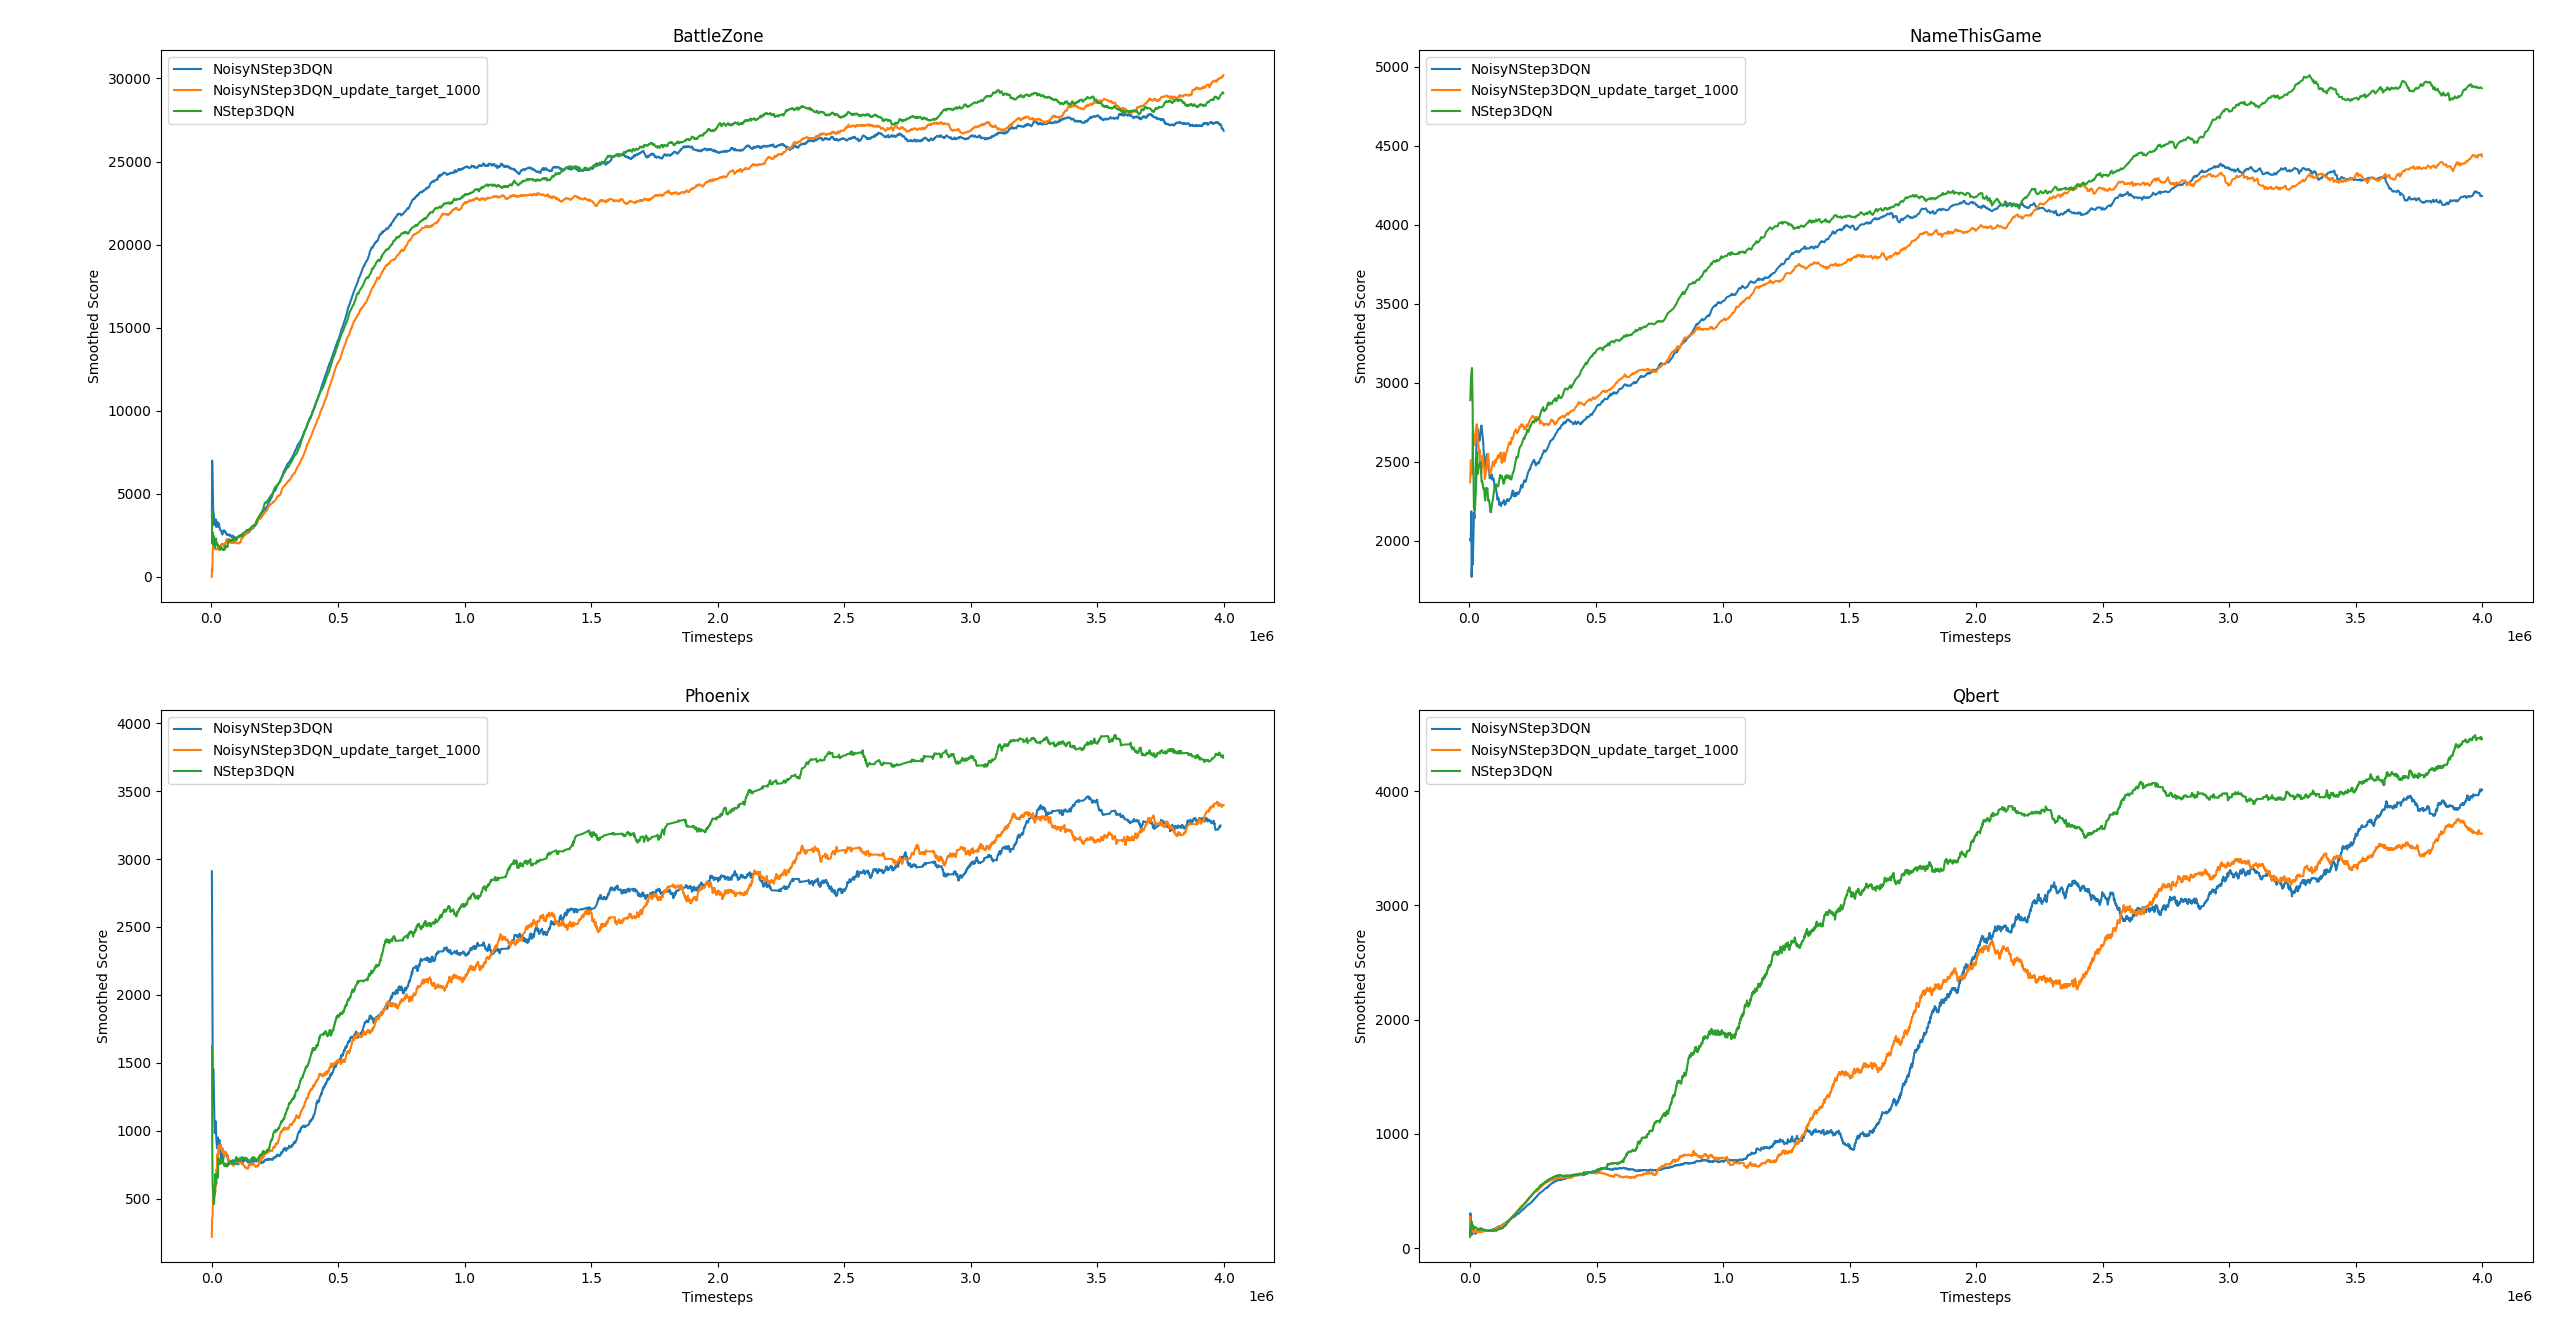 BattleZone
NoisyNStep3DQN
NoisyNStep3DQN_update_target_1000
NStep3DQN
30000
25000
20000
15000
10000
5000
0
Smoothed Score
0.0 0.5 1.0 1.5 2.0 2.5 3.0 3.5 4.0
Timesteps
1e6
NameThisGame
NoisyNStep3DQN
NoisyNStep3DQN_update_target_1000
NStep3DQN
5000
4500
4000
3500
3000
2500
2000
Smoothed Score
0.0 0.5 1.0 1.5 2.0 2.5 3.0 3.5 4.0
Timesteps
1e6
Phoenix
NoisyNStep3DQN
NoisyNStep3DQN_update_target_1000
NStep3DQN
4000
3500
3000
2500
2000
1500
1000
500
Smoothed Score
0.0 0.5 1.0 1.5 2.0 2.5 3.0 3.5 4.0
Timesteps
1e6
Qbert
NoisyNStep3DQN
NoisyNStep3DQN_update_target_1000
NStep3DQN
4000
3000
2000
1000
0
Smoothed Score
0.0 0.5 1.0 1.5 2.0 2.5 3.0 3.5 4.0
Timesteps
1e6